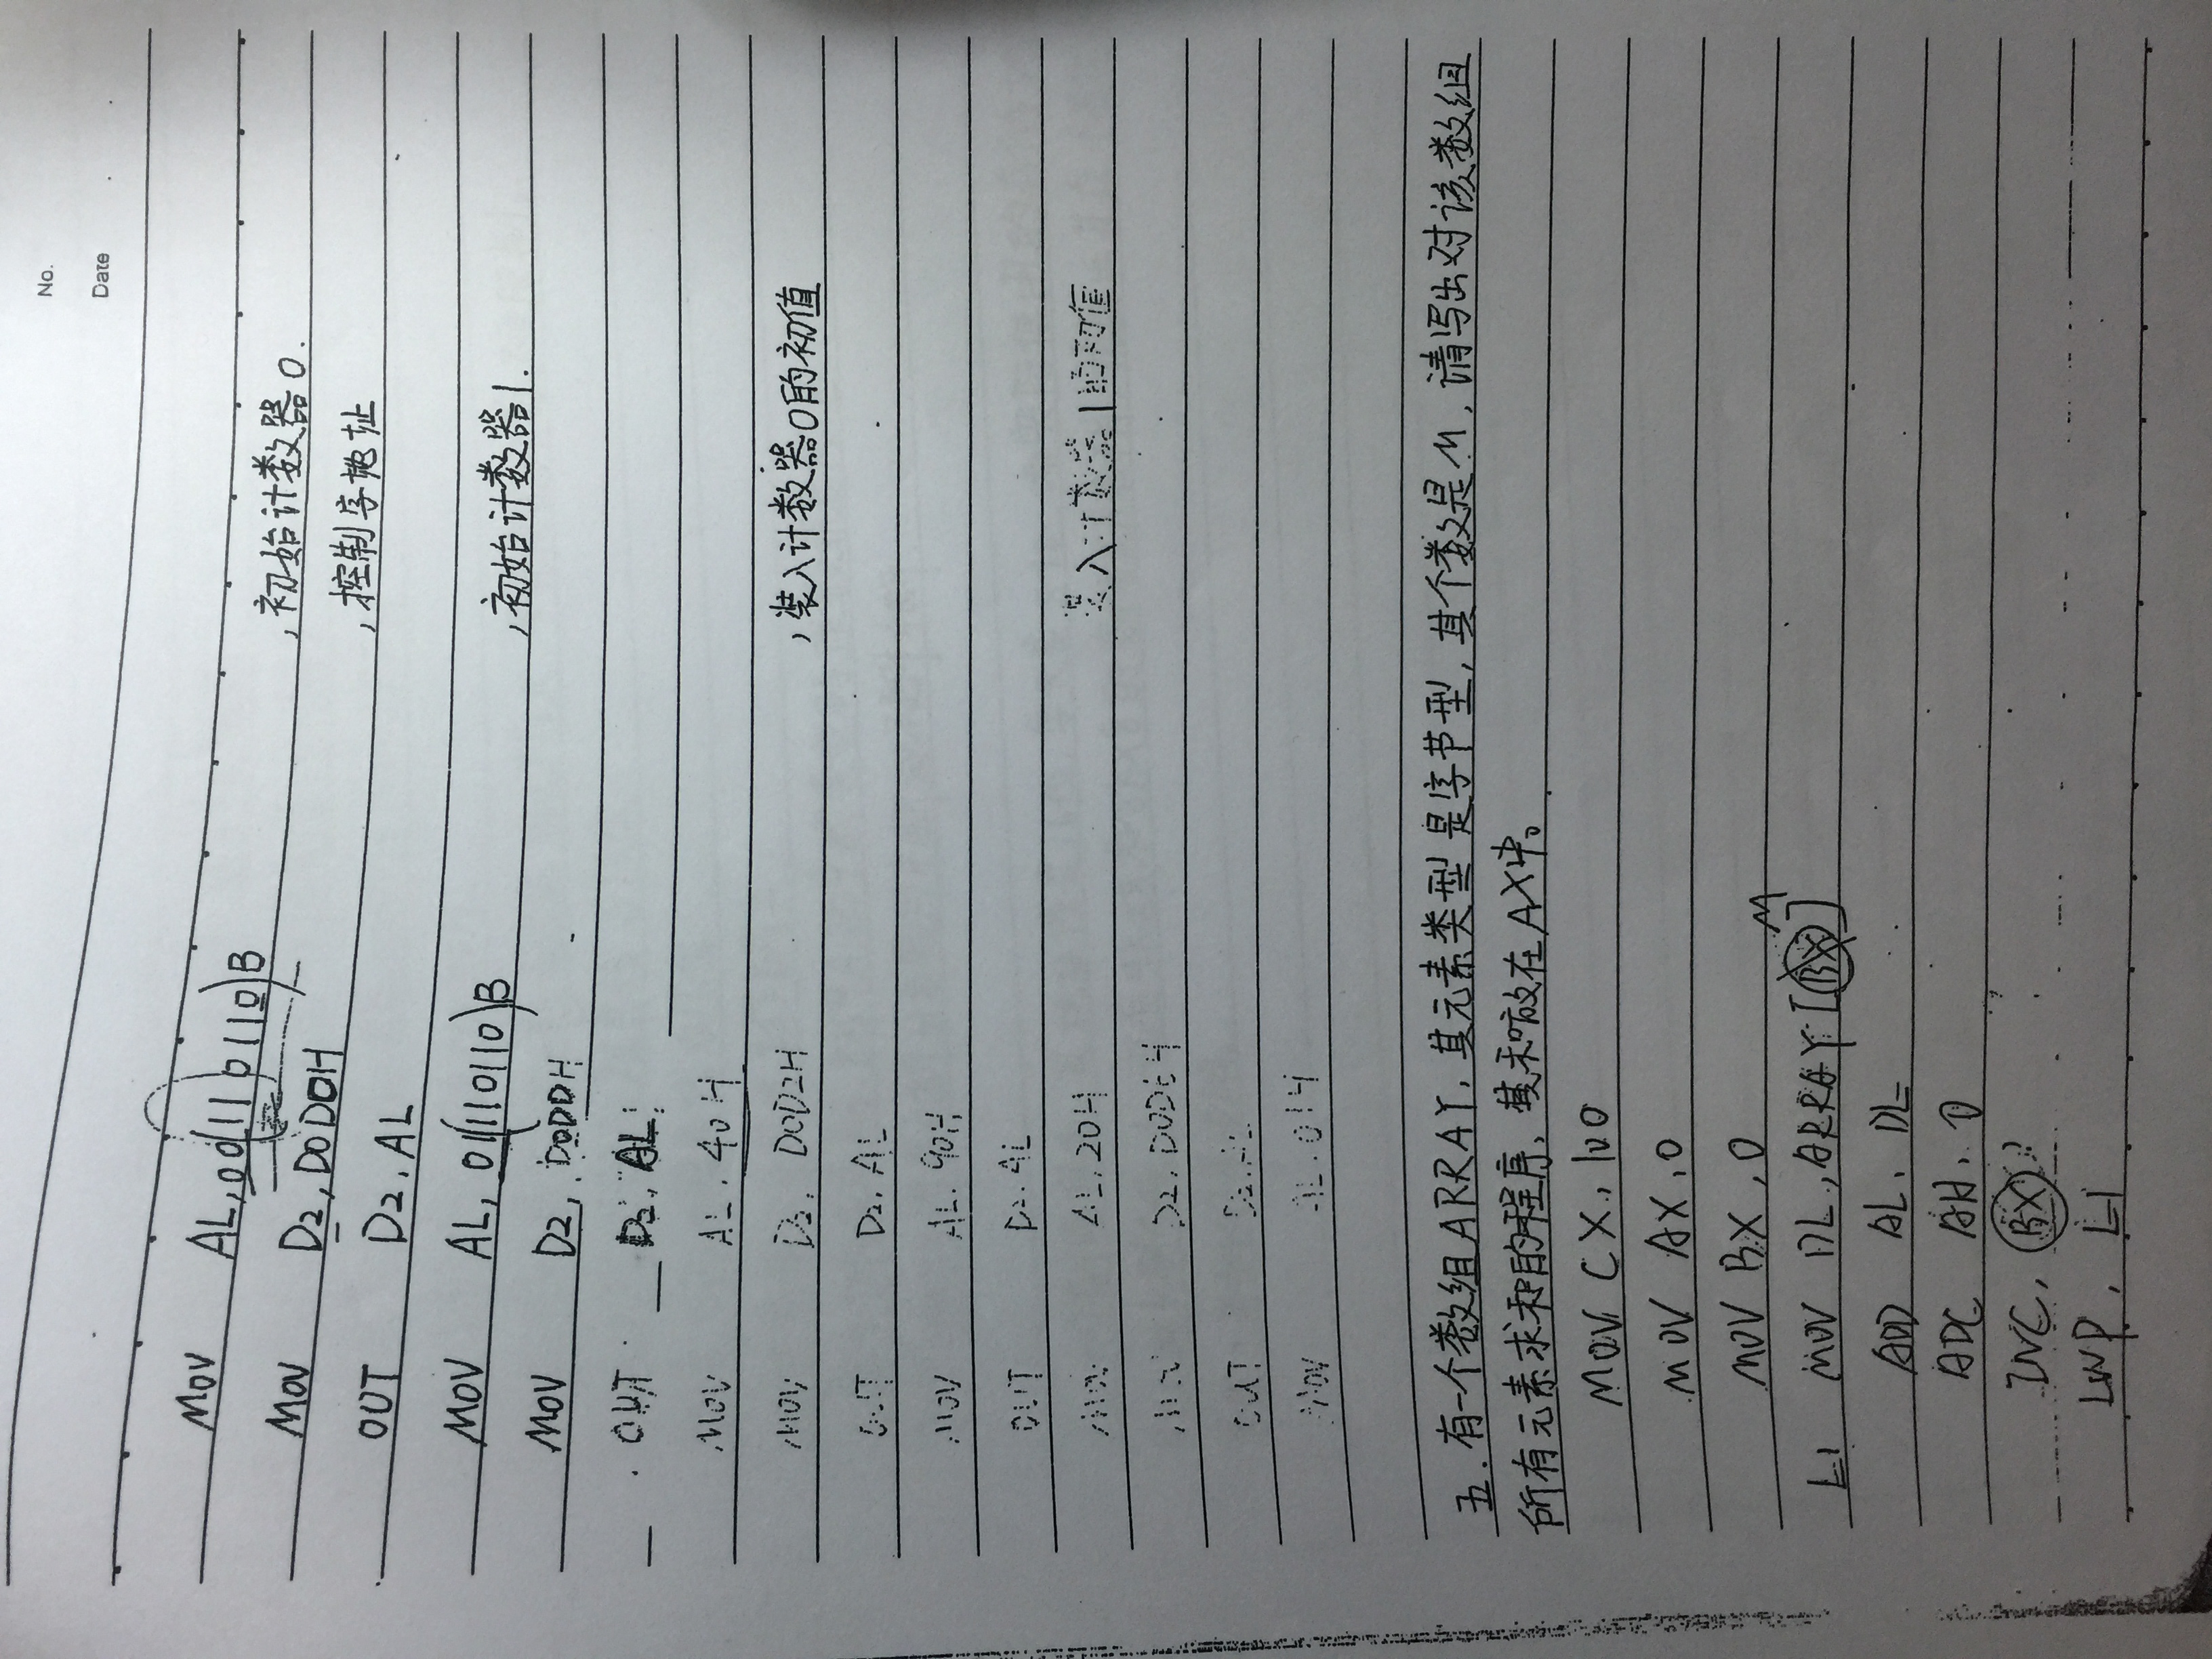 No.
Date
MOV AL, 00(110110)B ,初始计数器0.
MOV D2, D0D0H ,控制字地址
OUT D2, AL
MOV AL, 01(110110)B ,初始计数器1.
MOV D2, D0DDH
OUT D2, AL
MOV AL, 40H
MOV D2, D0D2H ,装入计数器0的初值
OUT D2, AL
MOV AL, 90H
OUT D2, AL
MOV AL, 20H 装入计数器1的初值
MOV D2,
OUT D2, AL
MOV AL, 01H
五. 有一个数组ARRAY, 其元素类型是字节型, 其个数是M, 请写出对该数组
所有元素求和的程序, 其和放在AX中。
MOV CX, 100
MOV AX, 0
MOV BX, 0
M
L1 MOV DL, ARRAY [BX]
ADD AL, DL
ADC AH, 0
INC, BX
LOOP, L1